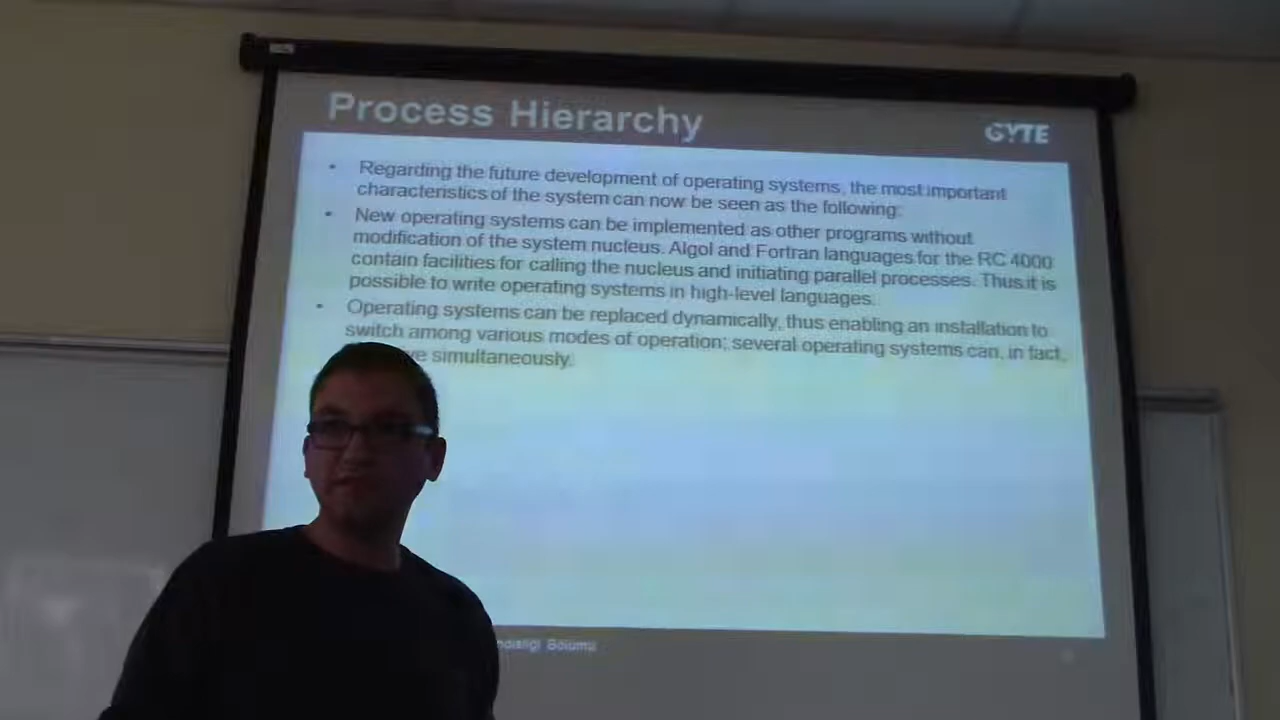 Process Hierarchy
GYTE
• Regarding the future development of operating systems, the most important
characteristics of the system can now be seen as the following:
• New operating systems can be implemented as other programs without
modification of the system nucleus. Algol and Fortran languages for the RC 4000
contain facilities for calling the nucleus and initiating parallel processes. Thus it is
possible to write operating systems in high-level languages.
• Operating systems can be replaced dynamically, thus enabling an installation to
switch among various modes of operation; several operating systems can, in fact,
simultaneously.
Bolumu